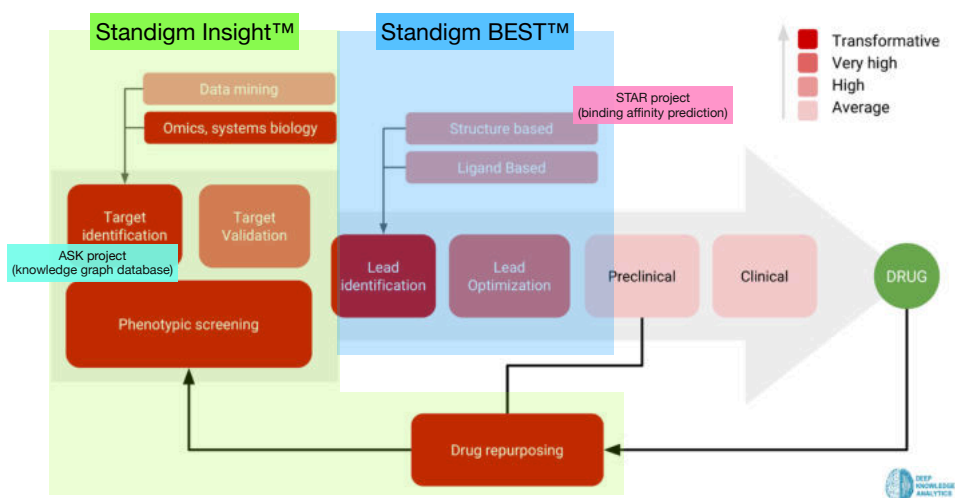 Standigm Insight™
Standigm BEST™
Transformative
Very high
High
Average
Data mining
Omics, systems biology
STAR project
(binding affinity prediction)
Structure based
Ligand Based
Target
identification
Target
Validation
ASK project
(knowledge graph database)
Lead
identification
Lead
Optimization
Preclinical
Clinical
DRUG
Phenotypic screening
Drug repurposing
DEEP
KNOWLEDGE
ANALYTICS